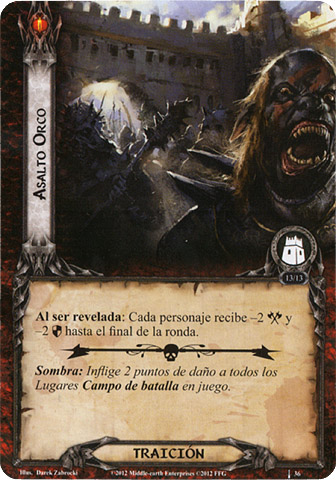 ASALTO ORCO
13/13
Al ser revelada: Cada personaje recibe –2 y
–2 hasta el final de la ronda.
Sombra: Inflige 2 puntos de daño a todos los
Lugares Campo de batalla en juego.
TRAICIÓN
Illus. Darek Zabrocki
©2012 Middle-earth Enterprises ©2012 FFG
36